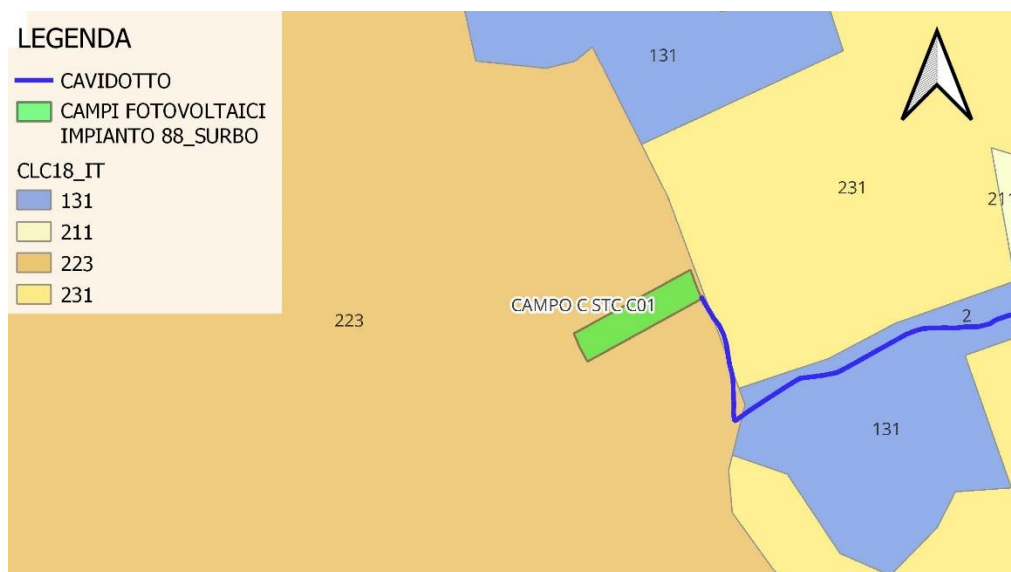 LEGENDA
CAVIDOTTO
CAMPI FOTOVOLTAICI
IMPIANTO 88_SURBO
CLC18_IT
131
211
223
231
131
231
211
CAMPO C STC C01
223
2
131